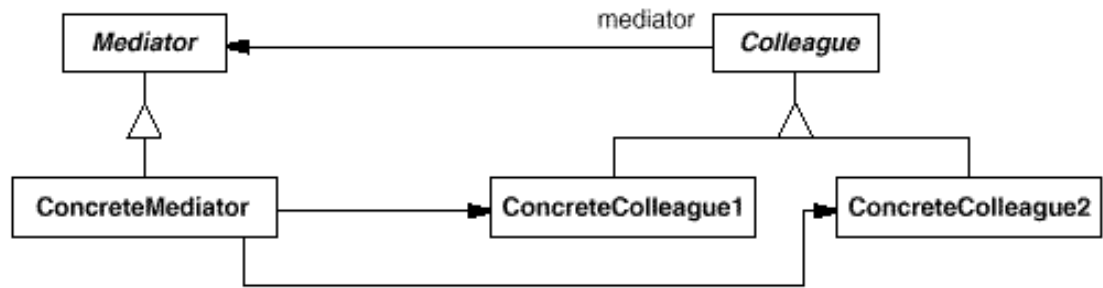 mediator
Mediator
Colleague
ConcreteMediator
ConcreteColleague1
ConcreteColleague2